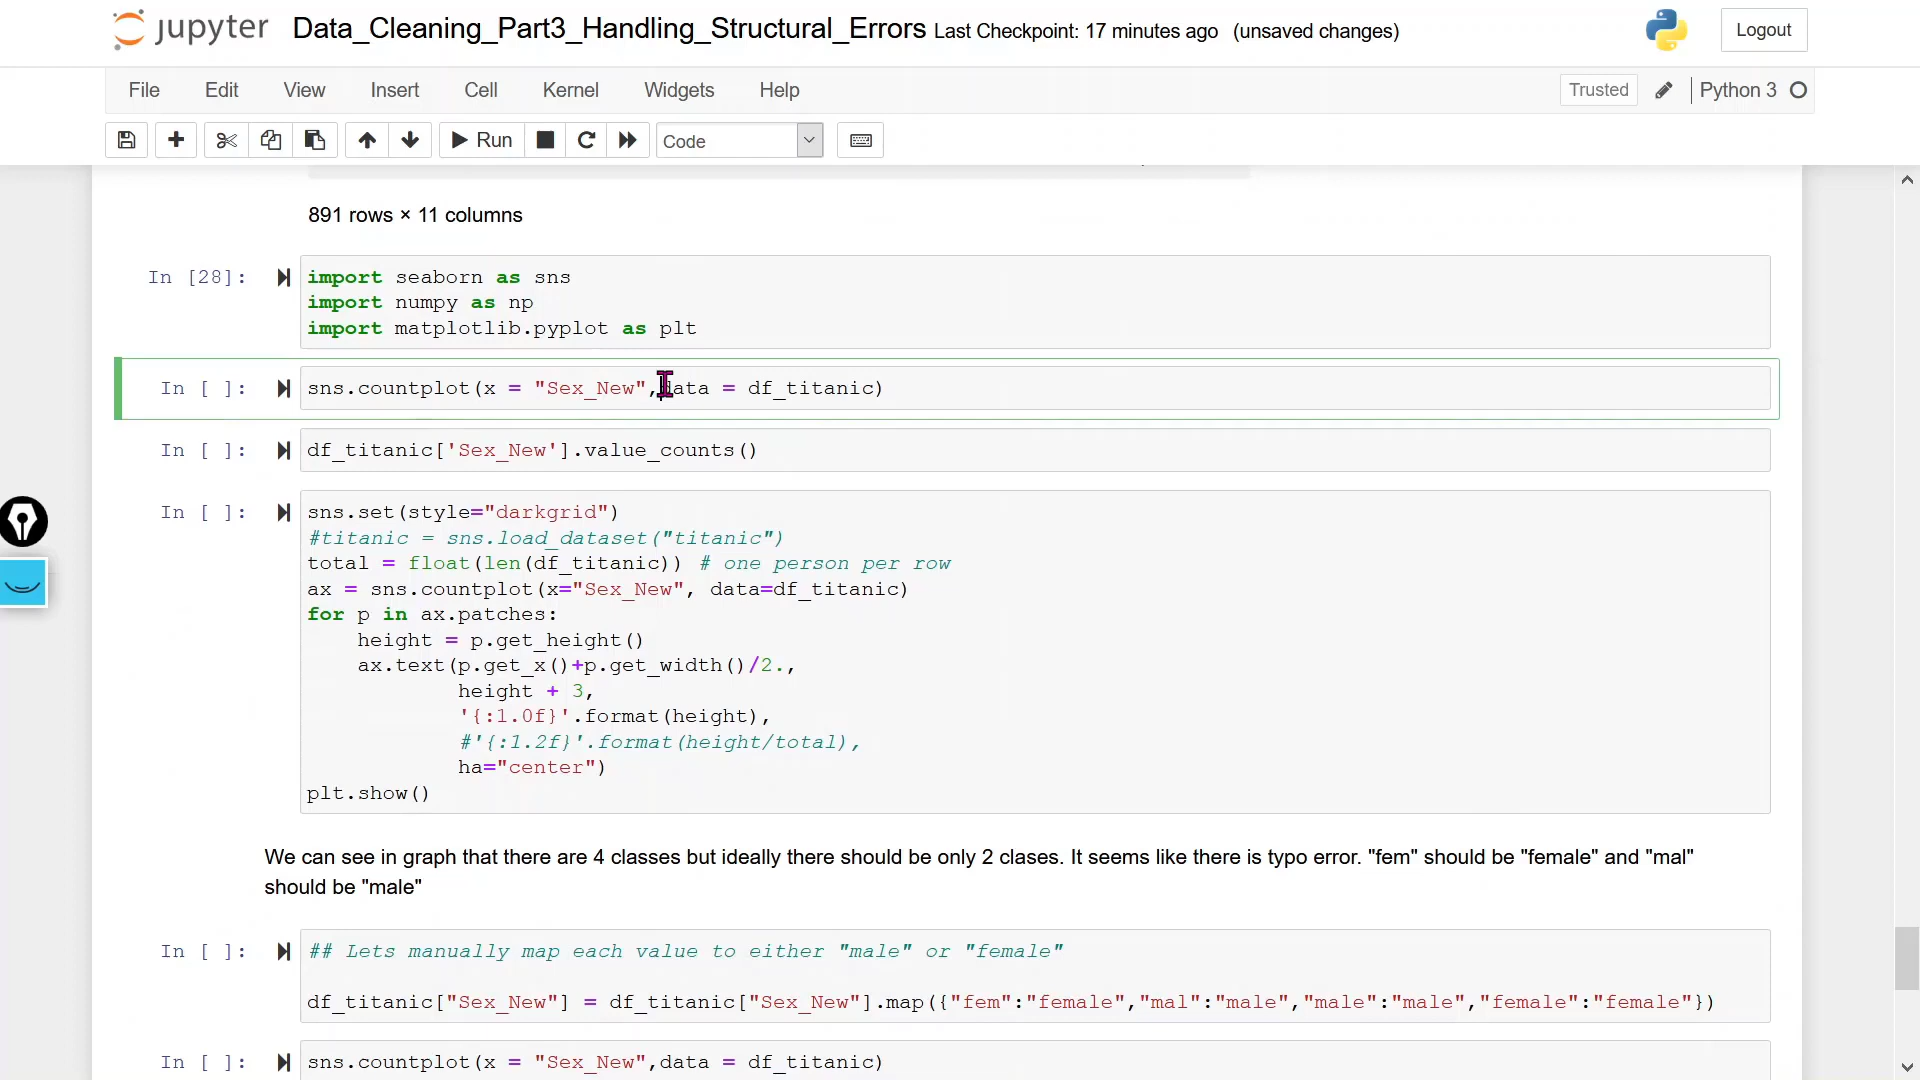 jupyter Data_Cleaning_Part3_Handling_Structural_Errors Last Checkpoint: 17 minutes ago (unsaved changes) Logout
File Edit View Insert Cell Kernel Widgets Help Trusted Python 3
Run Code
891 rows × 11 columns
In [28]: import seaborn as sns
import numpy as np
import matplotlib.pyplot as plt
In [ ]: sns.countplot(x = "Sex_New",data = df_titanic)
In [ ]: df_titanic['Sex_New'].value_counts()
In [ ]: sns.set(style="darkgrid")
#titanic = sns.load_dataset("titanic")
total = float(len(df_titanic)) # one person per row
ax = sns.countplot(x="Sex_New", data=df_titanic)
for p in ax.patches:
    height = p.get_height()
    ax.text(p.get_x()+p.get_width()/2.,
            height + 3,
            '{:1.0f}'.format(height),
            #'{:1.2f}'.format(height/total),
            ha="center")
plt.show()
We can see in graph that there are 4 classes but ideally there should be only 2 clases. It seems like there is typo error. "fem" should be "female" and "mal"
should be "male"
In [ ]: ## Lets manually map each value to either "male" or "female"
df_titanic["Sex_New"] = df_titanic["Sex_New"].map({"fem":"female","mal":"male","male":"male","female":"female"})
In [ ]: sns.countplot(x = "Sex_New",data = df_titanic)